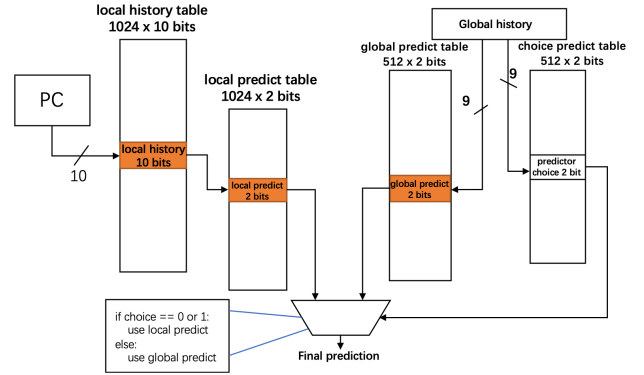 local history table
1024 x 10 bits
Global history
global predict table
512 x 2 bits
choice predict table
512 x 2 bits
local predict table
1024 x 2 bits
PC
9
9
10
local history
10 bits
local predict
2 bits
global predict
2 bits
predictor
choice 2 bit
if choice == 0 or 1:
use local predict
else:
use global predict
Final prediction